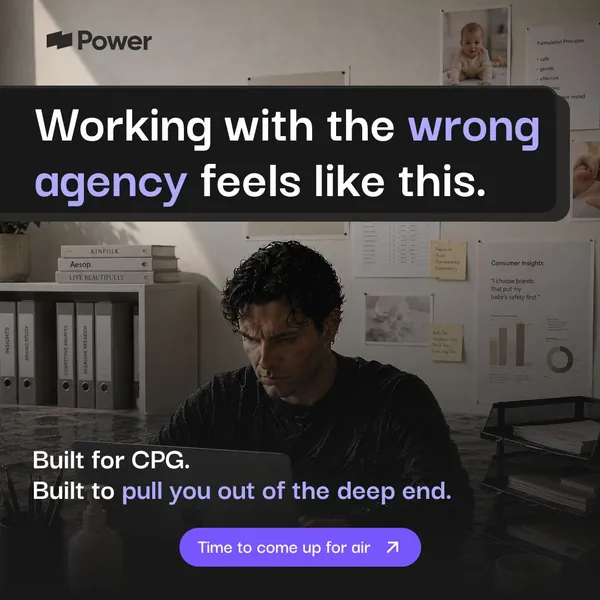 Power
Working with the wrong
agency feels like this.
Formulation Principles
- safe
- gentle
- effective
KINFOLK
Aesop.
LIVE BEAUTIFULLY
INSIGHTS
Consumer Insights
"I choose brands
that put my
baby's safety first."
Built for CPG.
Built to pull you out of the deep end.
Time to come up for air